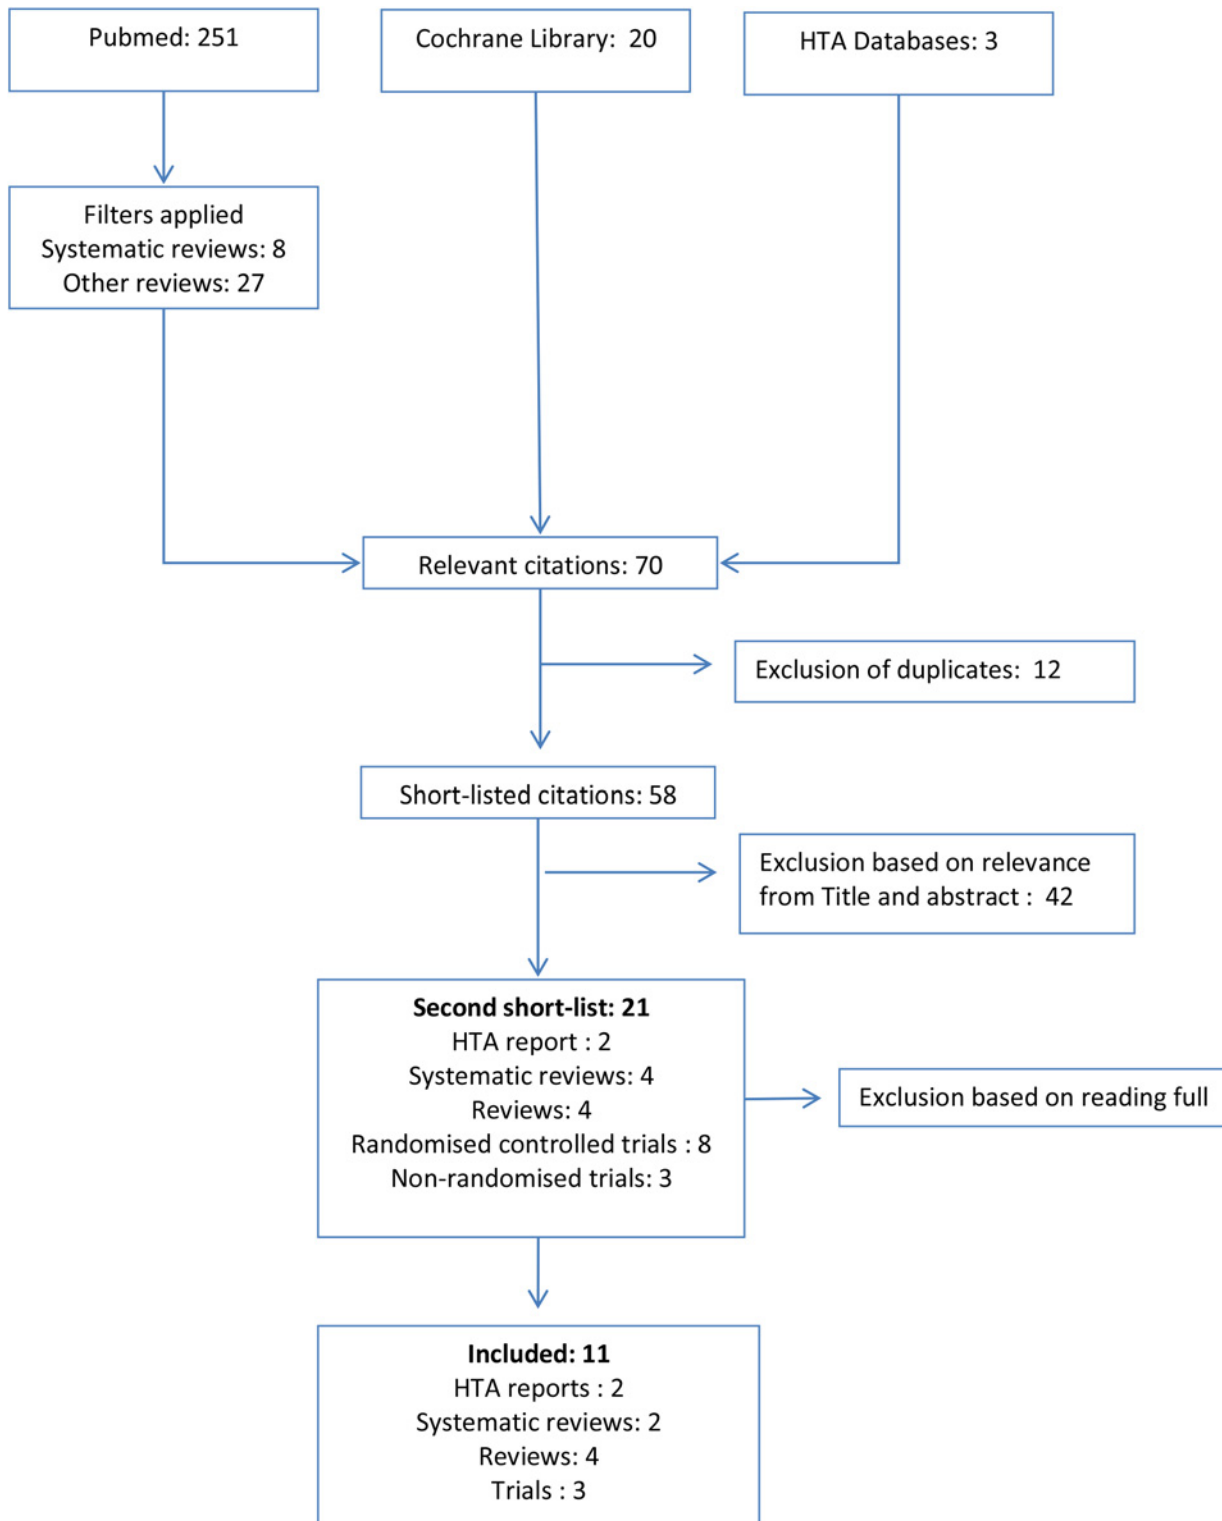 Pubmed: 251
Cochrane Library: 20
HTA Databases: 3
Filters applied
Systematic reviews: 8
Other reviews: 27
Relevant citations: 70
Exclusion of duplicates: 12
Short-listed citations: 58
Exclusion based on relevance
from Title and abstract : 42
Second short-list: 21
HTA report : 2
Systematic reviews: 4
Reviews: 4
Randomised controlled trials : 8
Non-randomised trials: 3
Exclusion based on reading full
Included: 11
HTA reports : 2
Systematic reviews: 2
Reviews: 4
Trials : 3